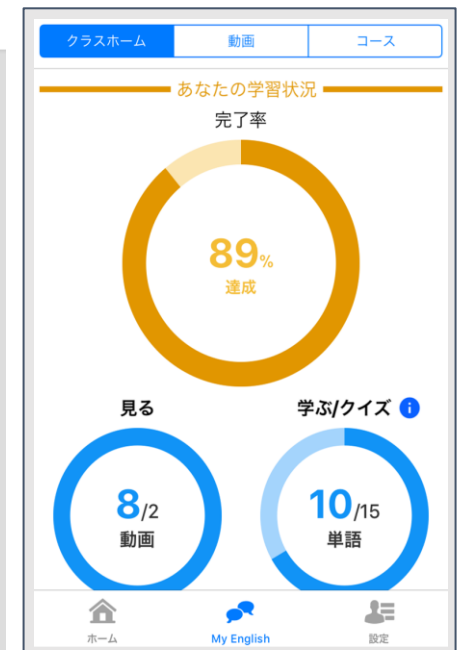 クラスホーム 動画 コース
あなたの学習状況
完了率
89%
達成
見る 学ぶ/クイズ i
8/2 10/15
動画 単語
ホーム My English 設定